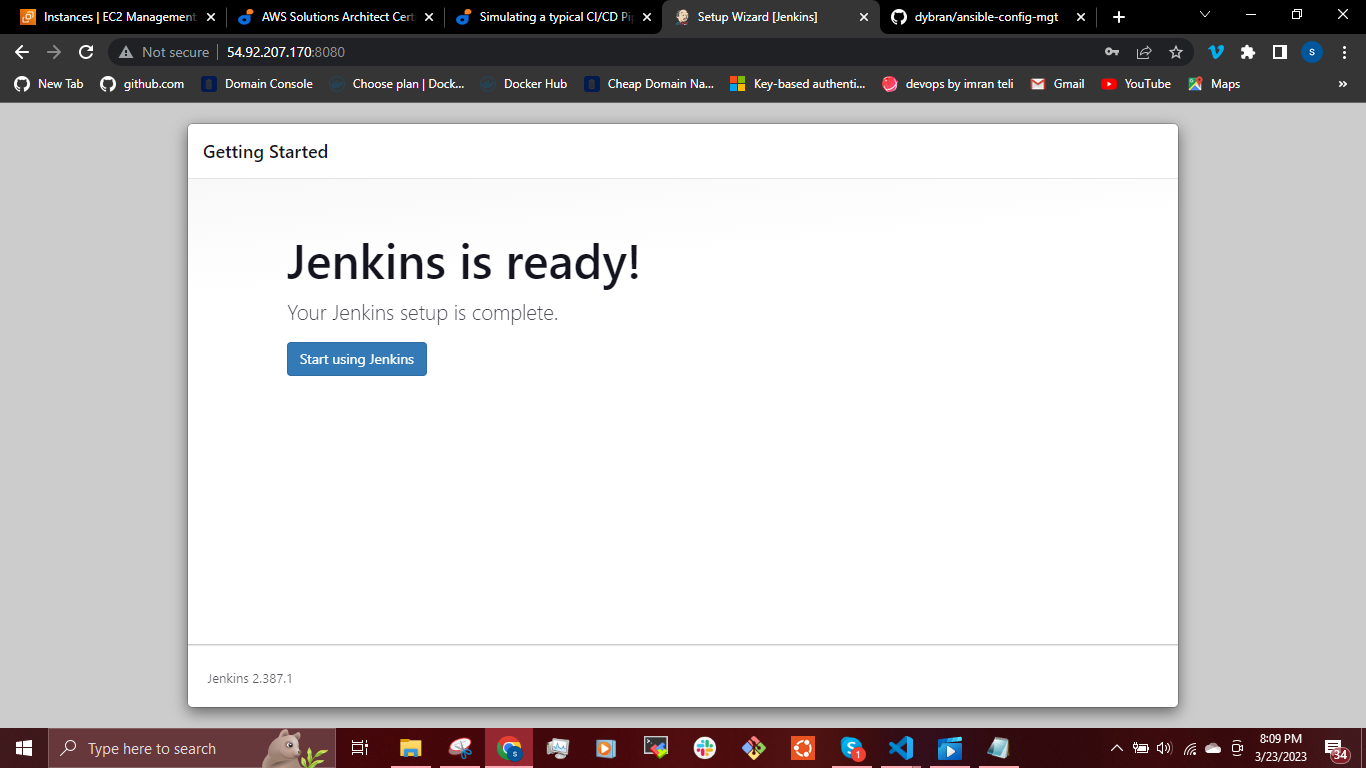 Instances | EC2 Management
AWS Solutions Architect Certi
Simulating a typical CI/CD Pip
Setup Wizard [Jenkins]
dybran/ansible-config-mgt
Not secure
54.92.207.170:8080
S
New Tab
github.com
Domain Console
Choose plan | Dock...
Docker Hub
Cheap Domain Na...
Key-based authenti...
devops by imran teli
Gmail
YouTube
Maps
»
Getting Started
Jenkins is ready!
Your Jenkins setup is complete.
Start using Jenkins
Jenkins 2.387.1
Type here to search
S
1
8:09 PM
3/23/2023
34